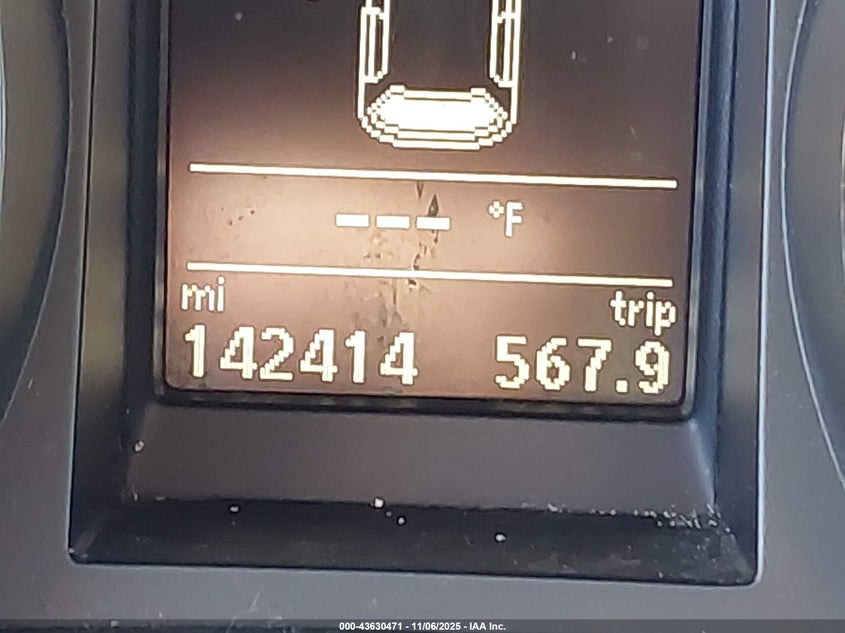 --- °F
mi trip
142414 567.9
000-43630471 - 11/06/2025 - IAA Inc.